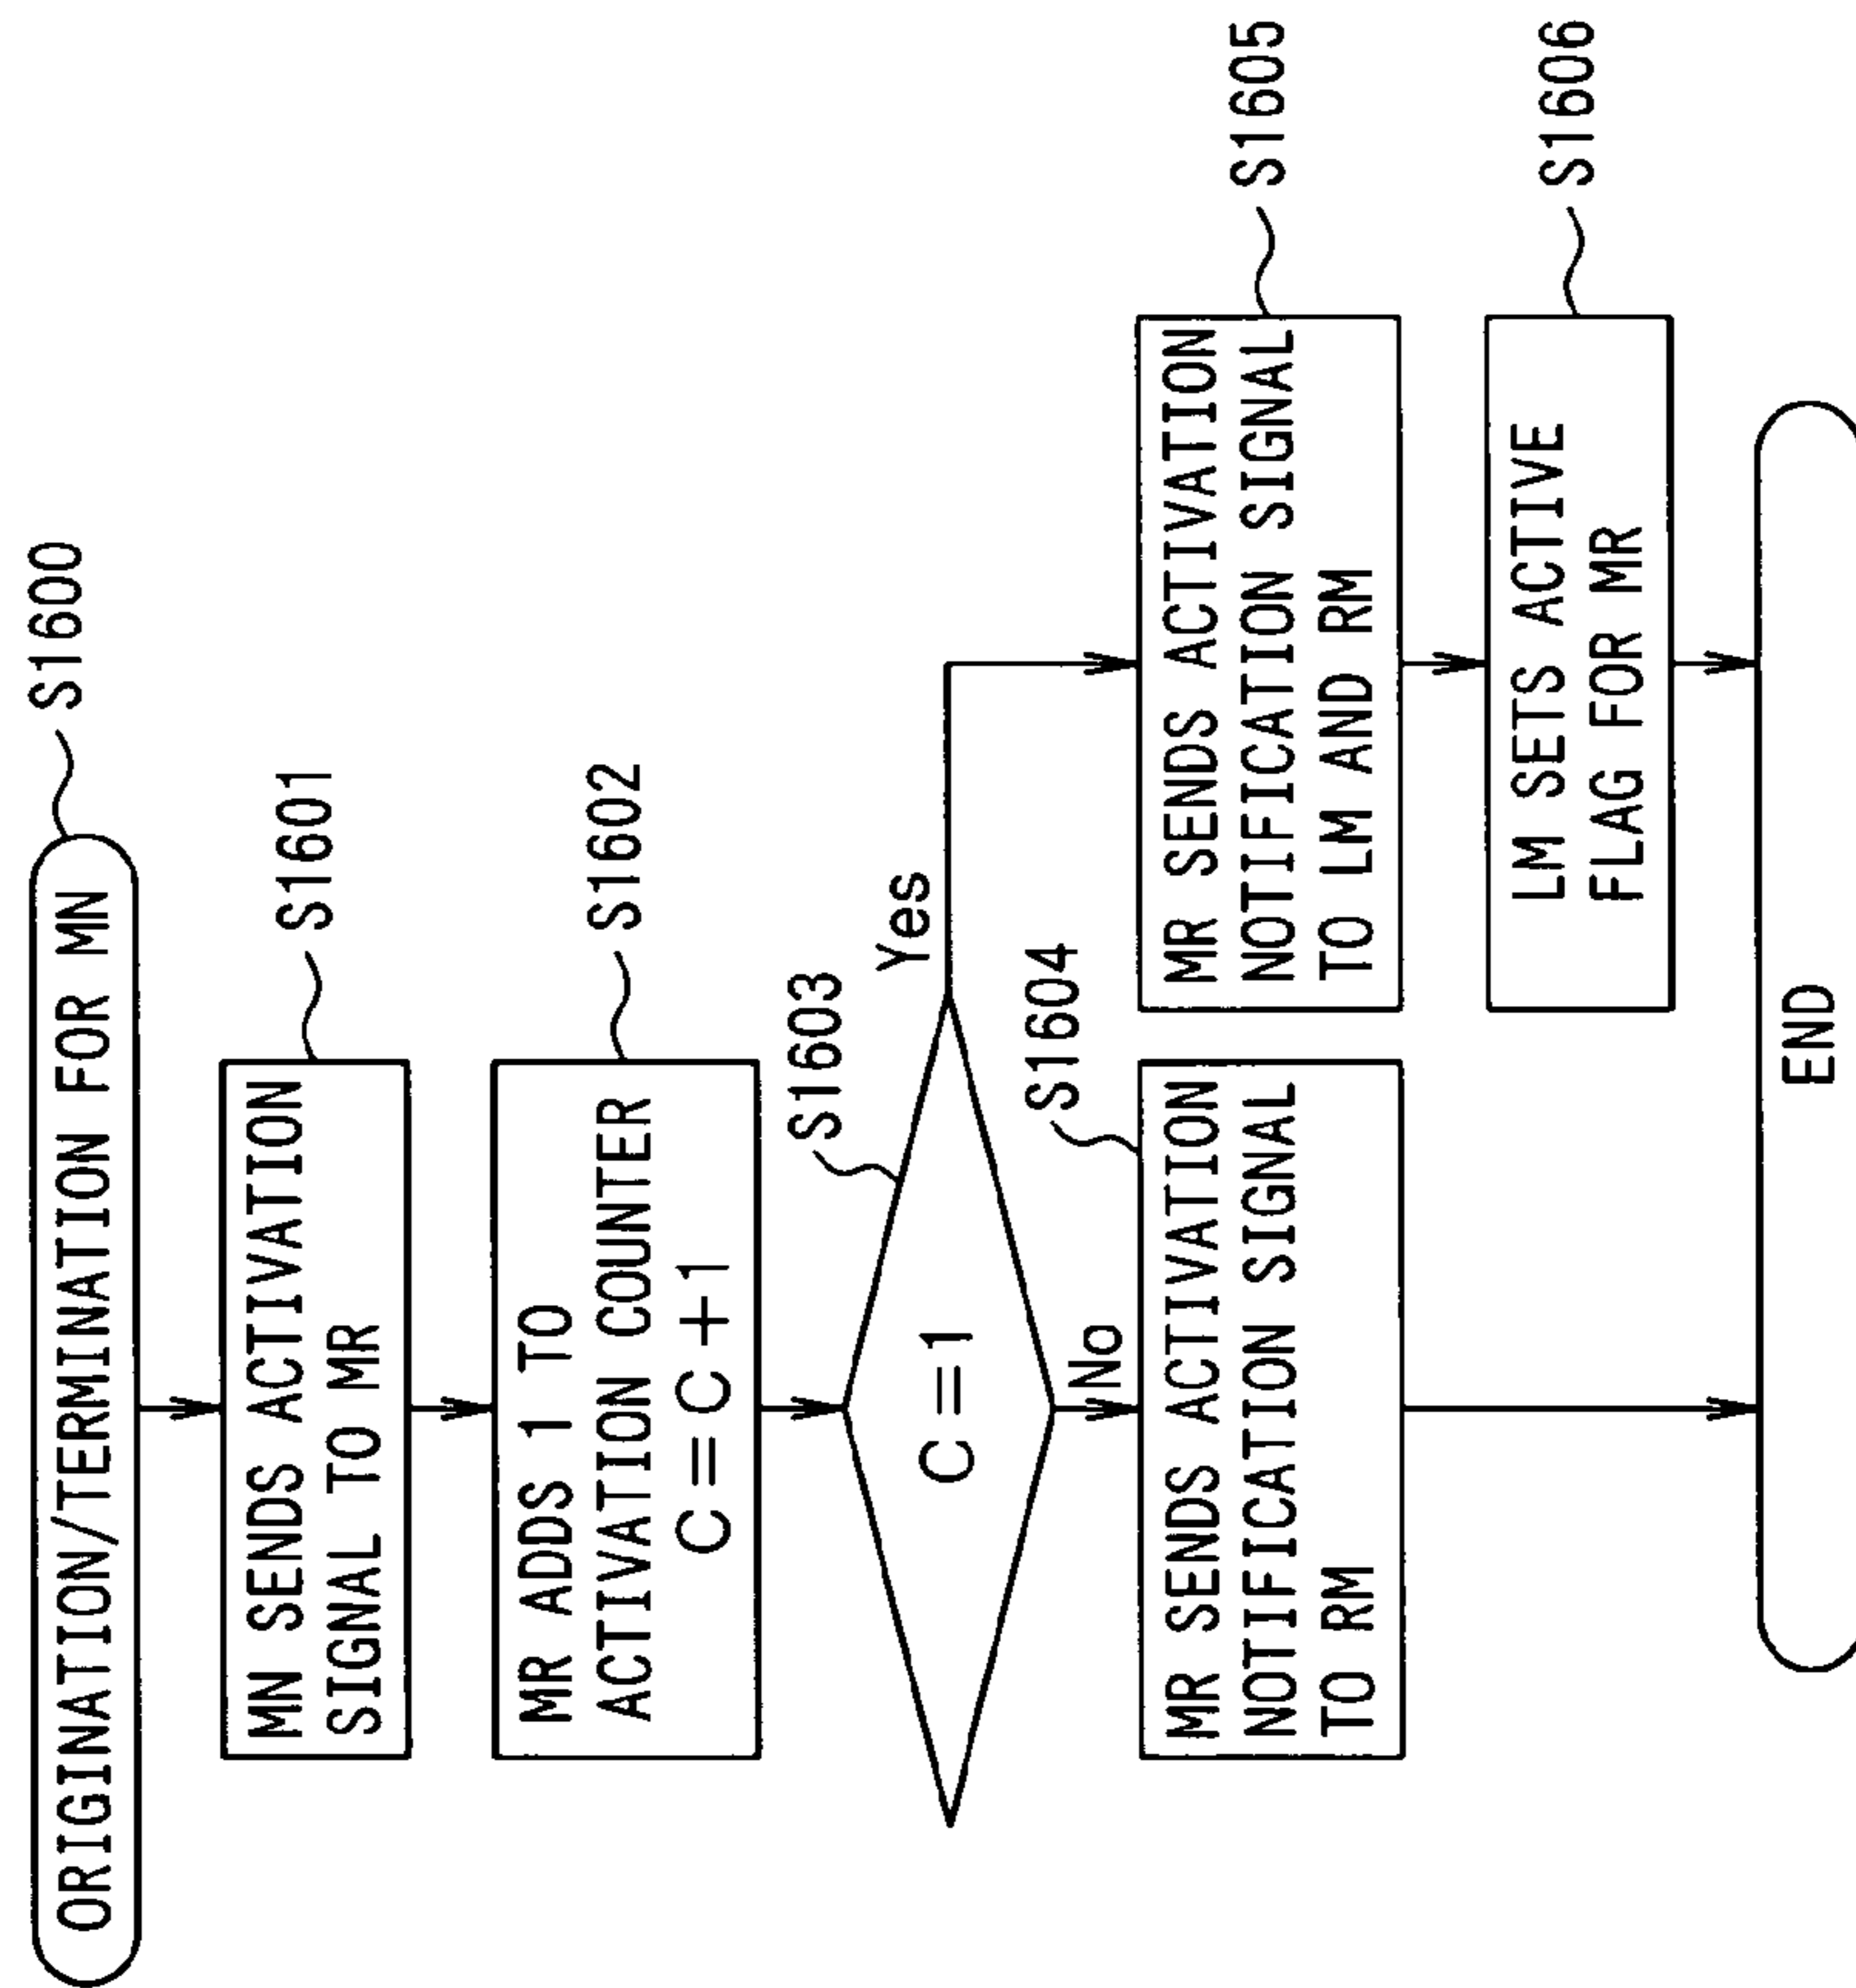 ORIGINATION/TERMINATION FOR MN
S1600
MN SENDS ACTIVATION
SIGNAL TO MR
S1601
MR ADDS 1 TO
ACTIVATION COUNTER
C=C+1
S1602
C=1
S1603
Yes
No
S1604
MR SENDS ACTIVATION
NOTIFICATION SIGNAL
TO RM
MR SENDS ACTIVATION
NOTIFICATION SIGNAL
TO LM AND RM
S1605
LM SETS ACTIVE
FLAG FOR MR
S1606
END